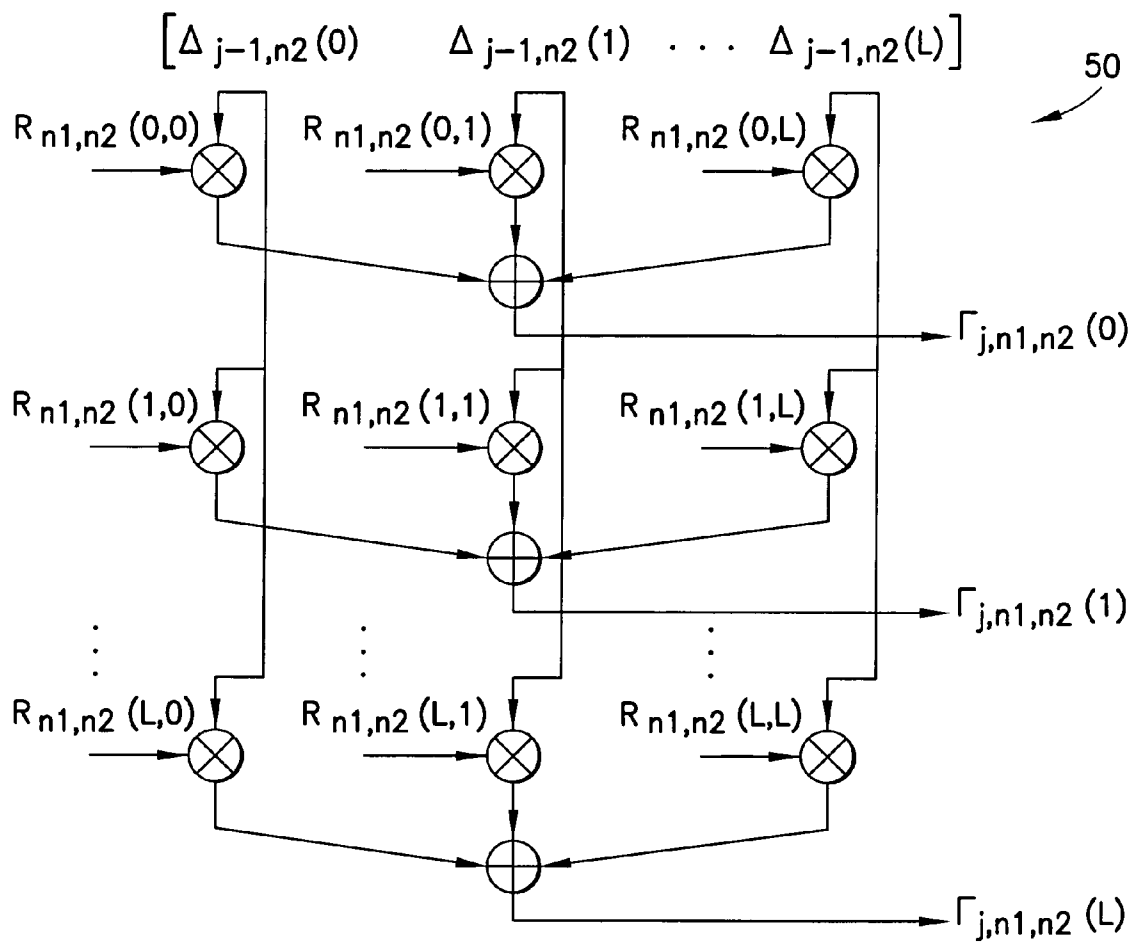 [Δ j−1,n2 (0) Δ j−1,n2 (1) · · · Δ j−1,n2 (L)]
50
R n1,n2 (0,0) R n1,n2 (0,1) R n1,n2 (0,L)
Γ j,n1,n2 (0)
R n1,n2 (1,0) R n1,n2 (1,1) R n1,n2 (1,L)
Γ j,n1,n2 (1)
R n1,n2 (L,0) R n1,n2 (L,1) R n1,n2 (L,L)
Γ j,n1,n2 (L)